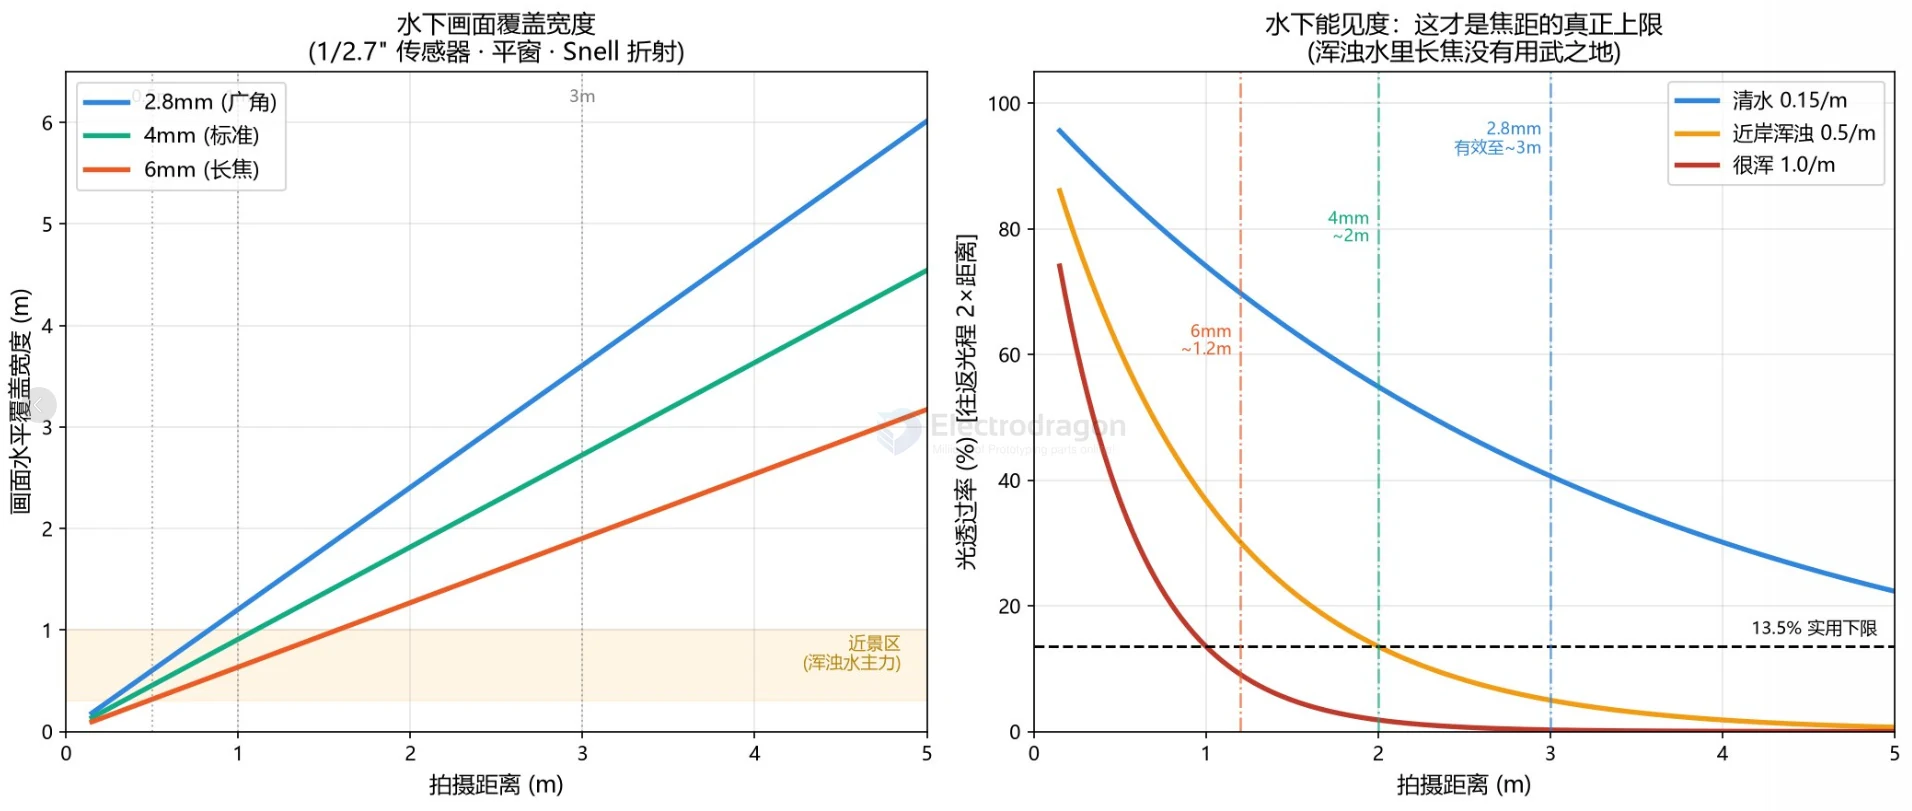 水下画面覆盖宽度
(1/2.7" 传感器 · 平窗 · Snell 折射)
2.8mm (广角)
4mm (标准)
6mm (长焦)
3m
近景区
(浑浊水主力)
画面水平覆盖宽度 (m)
6
5
4
3
2
1
0
0 1 2 3 4 5
拍摄距离 (m)
水下能见度：这才是焦距的真正上限
(浑浊水里长焦没有用武之地)
清水 0.15/m
近岸浑浊 0.5/m
很浑 1.0/m
2.8mm
有效至~3m
4mm
~2m
6mm
~1.2m
13.5% 实用下限
光透过率 (%) [往返光程 2×距离]
100
80
60
40
20
0
0 1 2 3 4 5
拍摄距离 (m)
Electrodragon